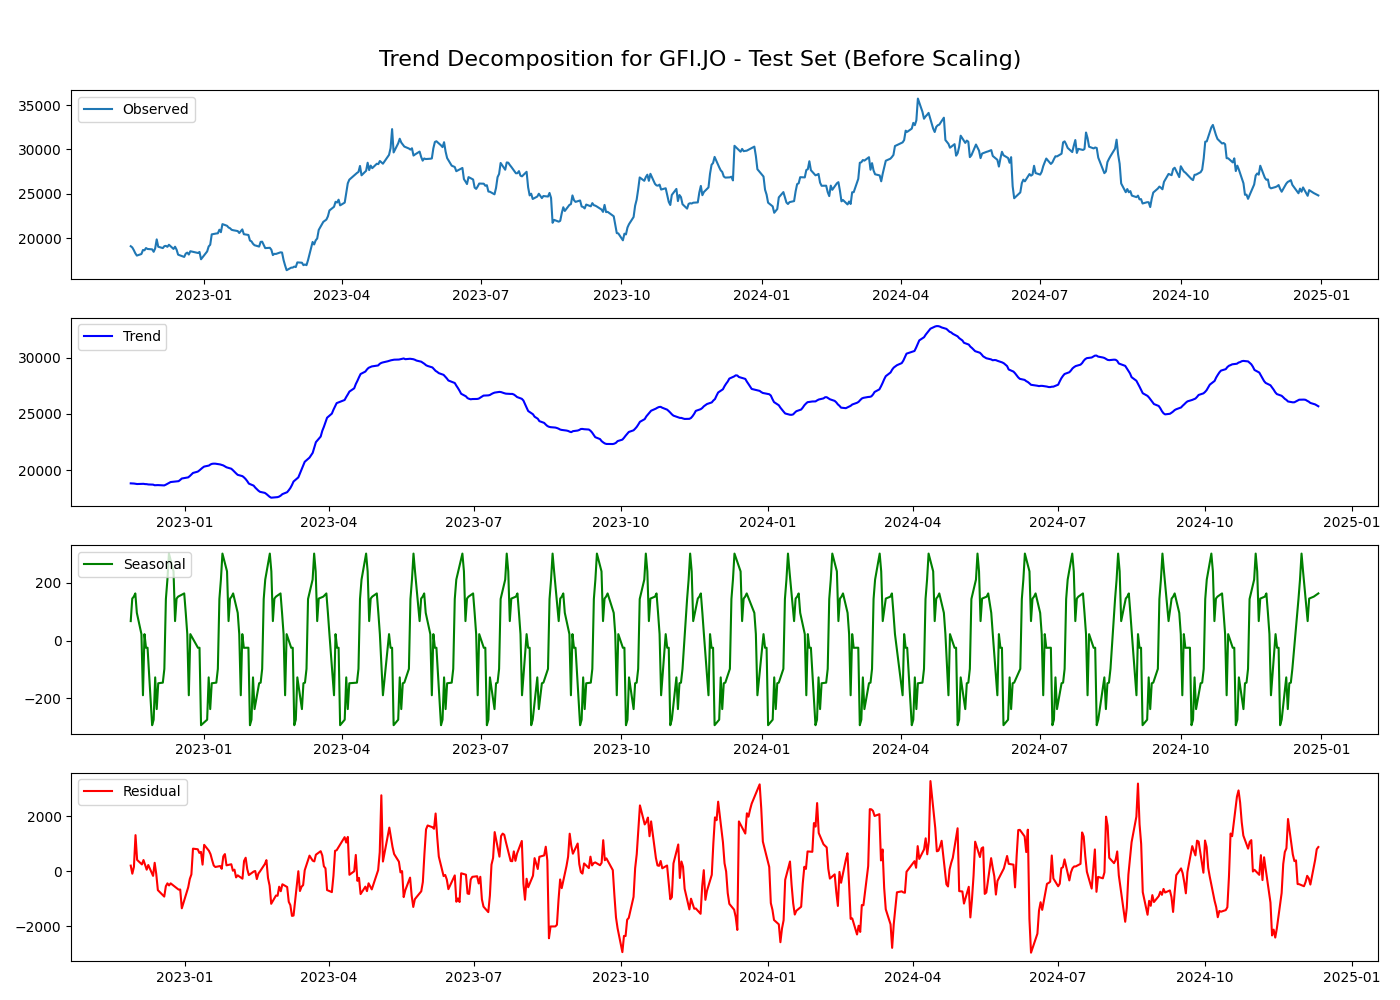 Trend Decomposition for GFI.JO - Test Set (Before Scaling)
Observed
35000
30000
25000
20000
2023-01 2023-04 2023-07 2023-10 2024-01 2024-04 2024-07 2024-10 2025-01
Trend
30000
25000
20000
2023-01 2023-04 2023-07 2023-10 2024-01 2024-04 2024-07 2024-10 2025-01
Seasonal
200
0
−200
2023-01 2023-04 2023-07 2023-10 2024-01 2024-04 2024-07 2024-10 2025-01
Residual
2000
0
−2000
2023-01 2023-04 2023-07 2023-10 2024-01 2024-04 2024-07 2024-10 2025-01